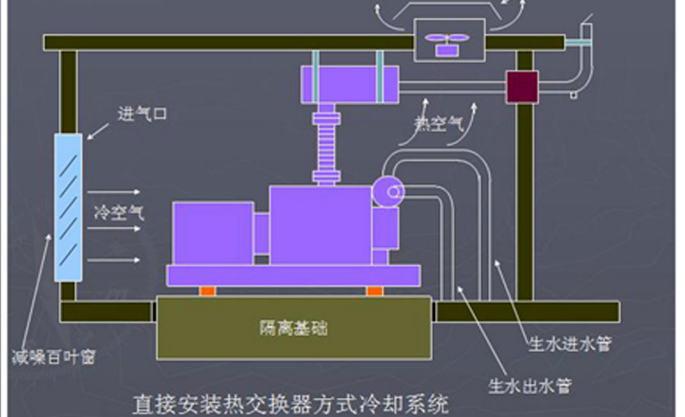 进气口
热空气
冷空气
隔离基础
生水进水管
减噪百叶窗
生水出水管
直接安装热交换器方式冷却系统